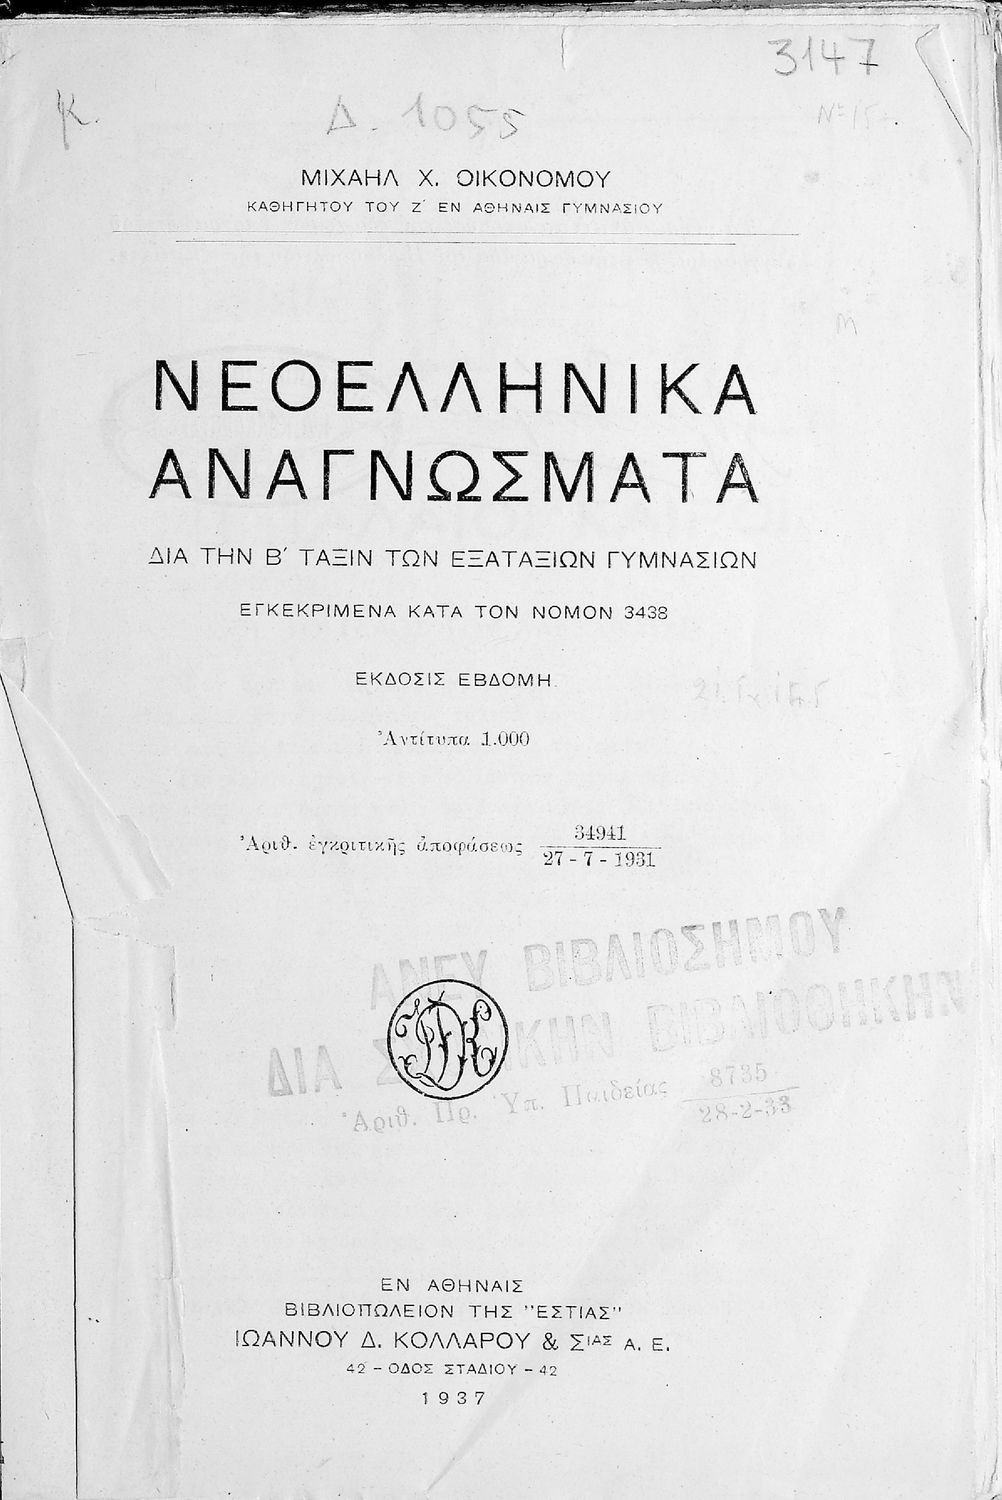 3147
Κ.
Δ. 1055
ΜΙΧΑΗΛ Χ. ΟΙΚΟΝΟΜΟΥ
ΚΑΘΗΓΗΤΟΥ ΤΟΥ Ζ΄ ΕΝ ΑΘΗΝΑΙΣ ΓΥΜΝΑΣΙΟΥ
ΝΕΟΕΛΛΗΝΙΚΑ
ΑΝΑΓΝΩΣΜΑΤΑ
ΔΙΑ ΤΗΝ Β΄ ΤΑΞΙΝ ΤΩΝ ΕΞΑΤΑΞΙΩΝ ΓΥΜΝΑΣΙΩΝ
ΕΓΚΕΚΡΙΜΕΝΑ ΚΑΤΑ ΤΟΝ ΝΟΜΟΝ 3438
ΕΚΔΟΣΙΣ ΕΒΔΟΜΗ
Ἀντίτυπα 1.000
Ἀριθ. ἐγκριτικῆς ἀποφάσεως 34941
27 - 7 - 1931
ΑΝΕΥ ΒΙΒΛΙΟΣΗΜΟΥ
ΔΙΑ ΒΙΒΛΙΟΘΗΚΗΝ
Ἀριθ. Πρ. Ὑπ. Παιδείας 8735
28-2-33
ΕΝ ΑΘΗΝΑΙΣ
ΒΙΒΛΙΟΠΩΛΕΙΟΝ ΤΗΣ "ΕΣΤΙΑΣ"
ΙΩΑΝΝΟΥ Δ. ΚΟΛΛΑΡΟΥ & ΣΙΑΣ Α. Ε.
42 - ΟΔΟΣ ΣΤΑΔΙΟΥ - 42
1937